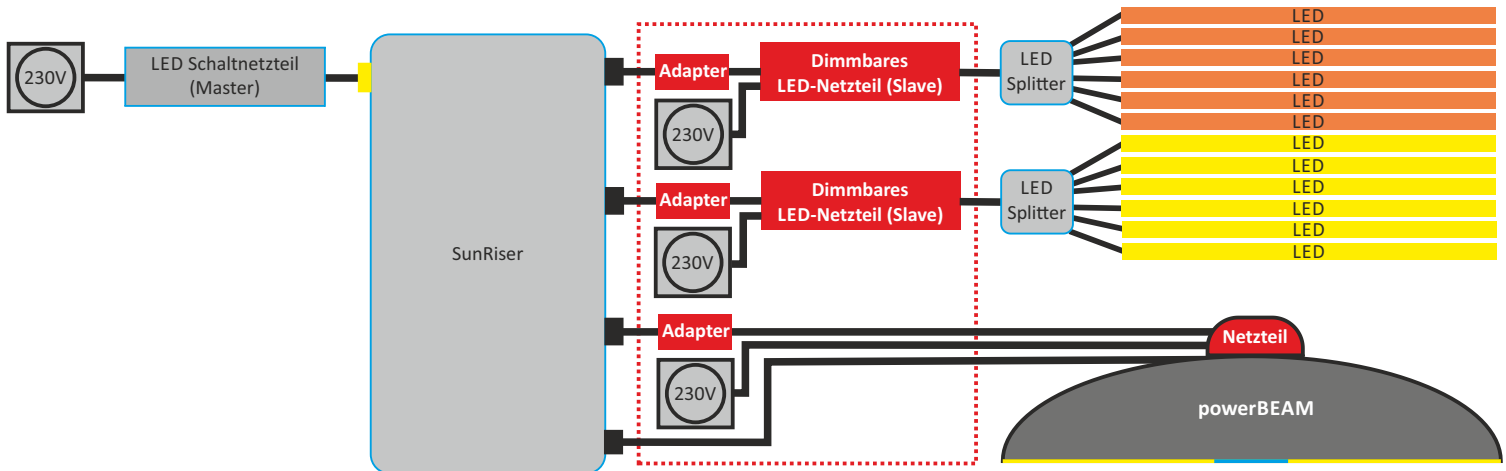 230V
LED Schaltnetzteil
(Master)
SunRiser
Adapter
230V
Dimmbares
LED-Netzteil (Slave)
LED
Splitter
LED
LED
LED
LED
LED
LED
Adapter
230V
Dimmbares
LED-Netzteil (Slave)
LED
Splitter
LED
LED
LED
LED
LED
LED
Adapter
230V
Netzteil
powerBEAM